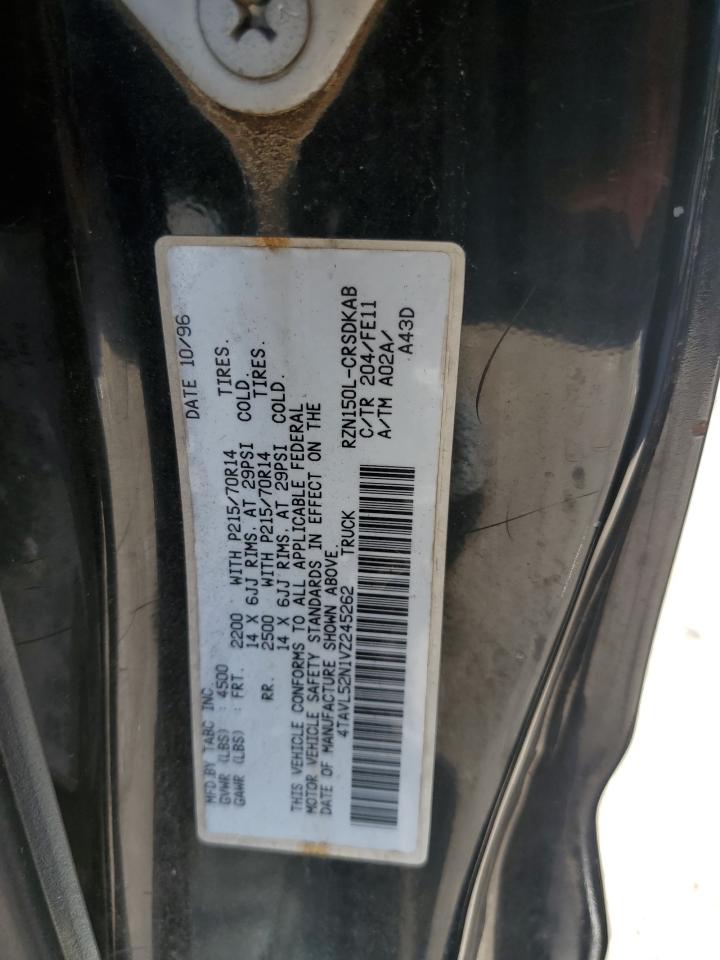 MFD.BY TABC INC. DATE 10/96
GVWR (LBS) : 4500
GAWR (LBS) : FRT. 2200 WITH P215/70R14 TIRES.
14 X 6JJ RIMS. AT 29PSI COLD.
RR. 2500 WITH P215/70R14 TIRES.
14 X 6JJ RIMS. AT 29PSI COLD.
THIS VEHICLE CONFORMS TO ALL APPLICABLE FEDERAL
MOTOR VEHICLE SAFETY STANDARDS IN EFFECT ON THE
DATE OF MANUFACTURE SHOWN ABOVE.
4TAVL52N1VZ245262 TRUCK
RZN150L-CRSDKAB
C/TR 204/FE11
A/TM A02A/
A43D